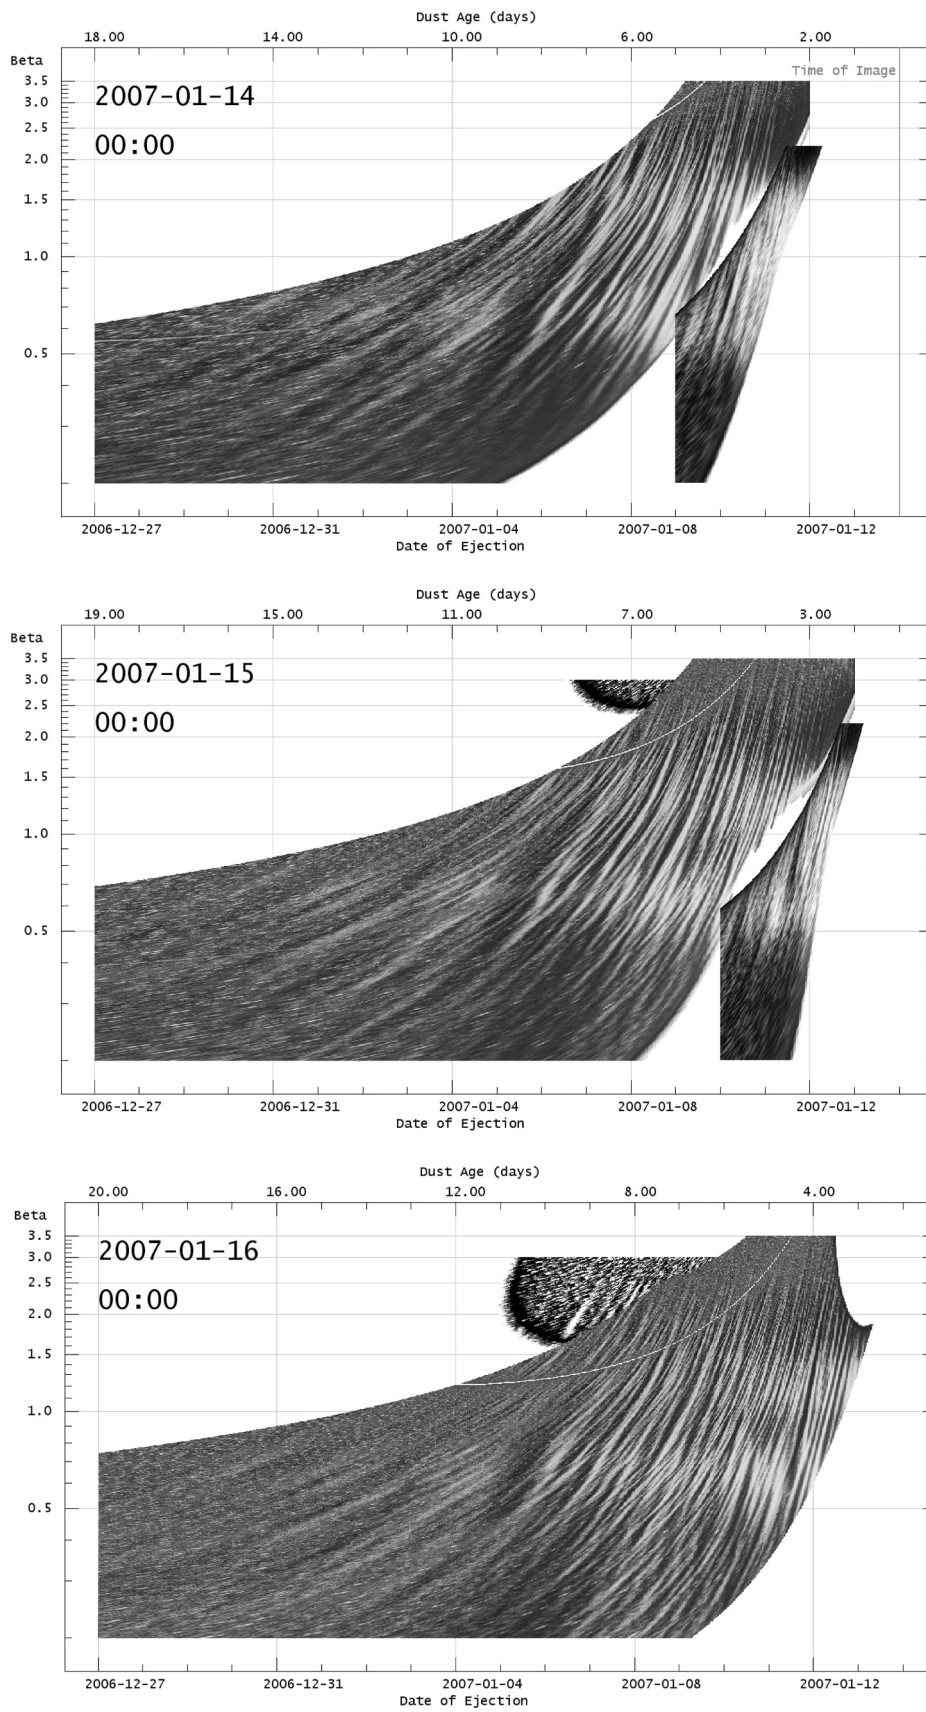 Dust Age (days)
18.00 14.00 10.00 6.00 2.00
Beta
Time of Image
3.5
2007-01-14
3.0
2.5
00:00
2.0
1.5
1.0
0.5
2006-12-27 2006-12-31 2007-01-04 2007-01-08 2007-01-12
Date of Ejection
Dust Age (days)
19.00 15.00 11.00 7.00 3.00
Beta
3.5
2007-01-15
3.0
2.5
00:00
2.0
1.5
1.0
0.5
2006-12-27 2006-12-31 2007-01-04 2007-01-08 2007-01-12
Date of Ejection
Dust Age (days)
20.00 16.00 12.00 8.00 4.00
Beta
3.5
2007-01-16
3.0
2.5
00:00
2.0
1.5
1.0
0.5
2006-12-27 2006-12-31 2007-01-04 2007-01-08 2007-01-12
Date of Ejection